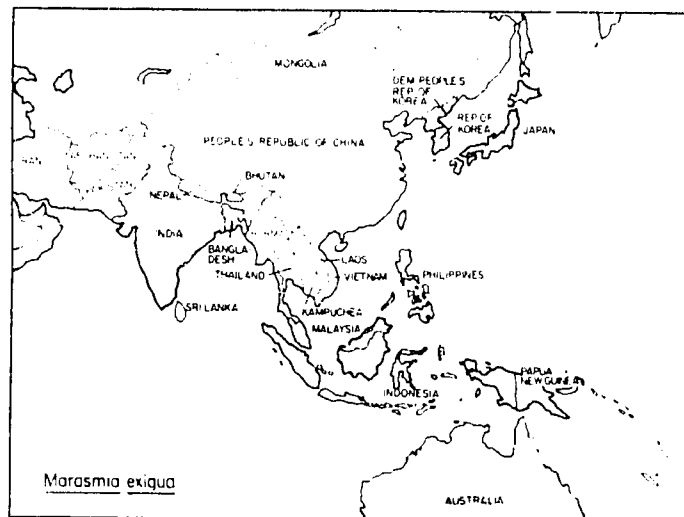 MONGOLIA
DEM PEOPLE'S
REP OF
KOREA
REP OF
KOREA
JAPAN
PEOPLE'S REPUBLIC OF CHINA
BHUTAN
NEPAL
INDIA
BANGLA
DESH
LAOS
THAILAND
VIETNAM
PHILIPPINES
SRI LANKA
KAMPUCHEA
MALAYSIA
PAPUA
NEW GUINEA
INDONESIA
Marasmia exigua
AUSTRALIA